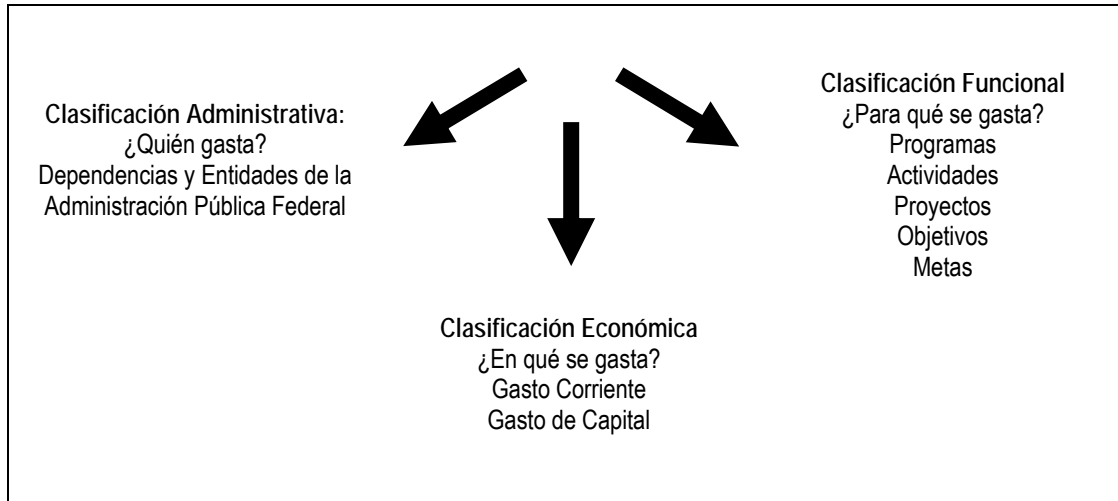 Clasificación Administrativa:
¿Quién gasta?
Dependencias y Entidades de la
Administración Pública Federal
Clasificación Funcional
¿Para qué se gasta?
Programas
Actividades
Proyectos
Objetivos
Metas
Clasificación Económica
¿En qué se gasta?
Gasto Corriente
Gasto de Capital